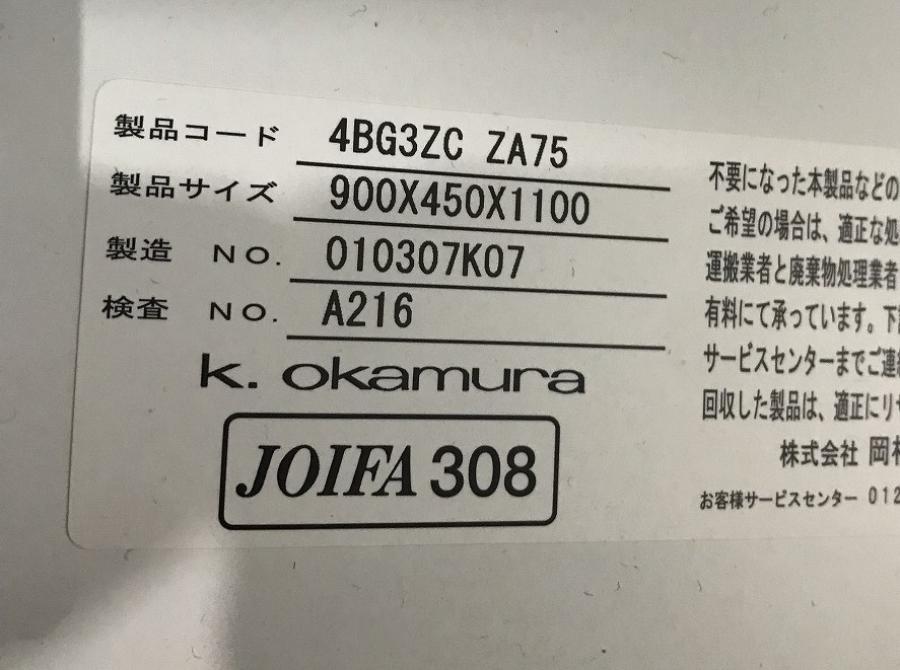 製品コード 4BG3ZC ZA75
製品サイズ 900X450X1100
製造 NO. 010307K07
検査 NO. A216
k. okamura
JOIFA 308
不要になった本製品などの
ご希望の場合は、適正な処
運搬業者と廃棄物処理業者
有料にて承っています。下
サービスセンターまでご連
回収した製品は、適正にリ
株式会社 岡
お客様サービスセンター 012